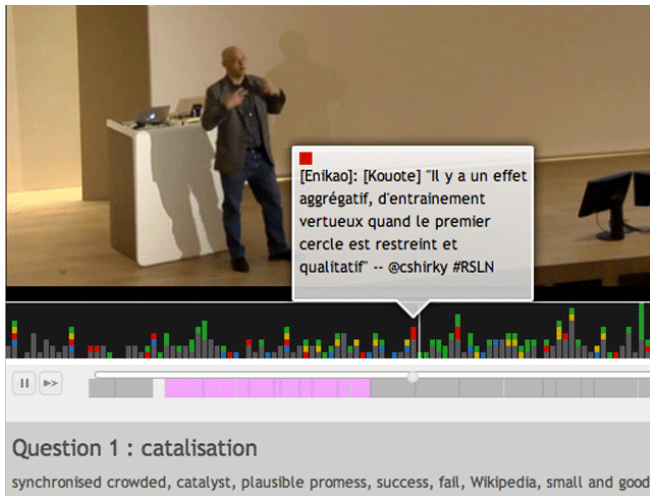 [Enikao]: [Kouote] "Il y a un effet
aggrégatif, d'entrainement
vertueux quand le premier
cercle est restreint et
qualitatif" -- @cshirky #RSLN
Question 1 : catalisation
synchronised crowded, catalyst, plausible promess, success, fail, Wikipedia, small and good